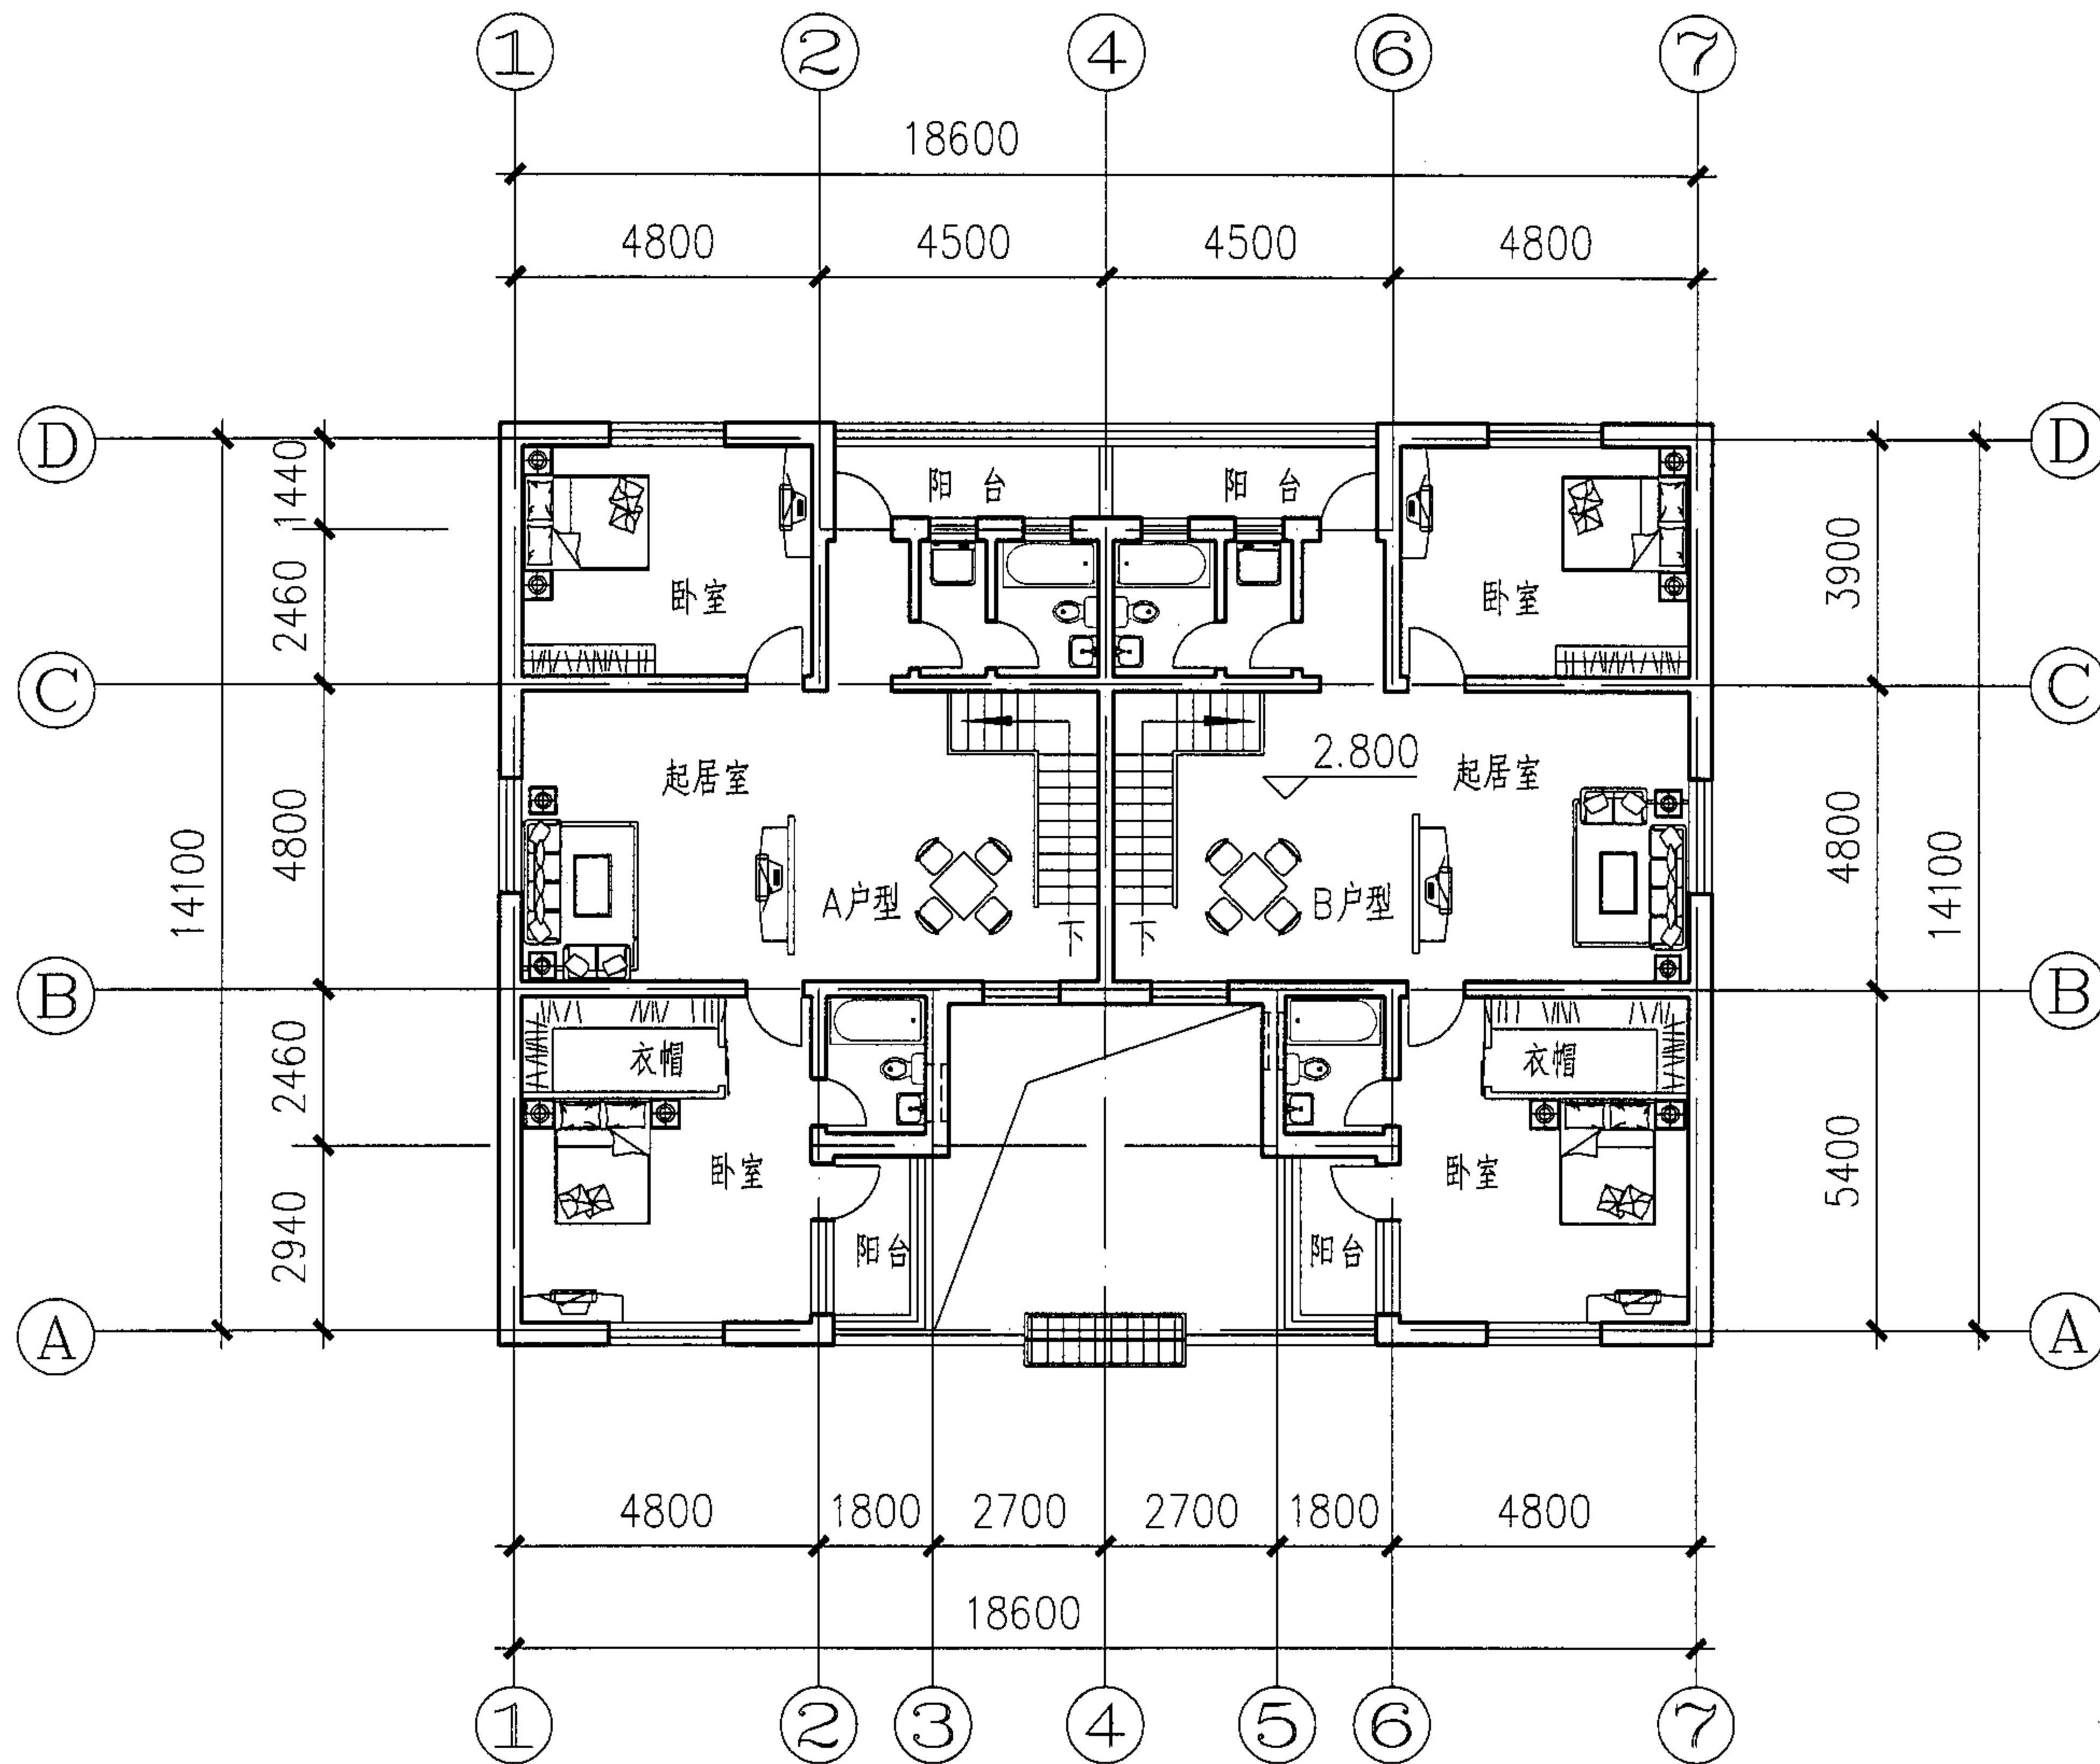 1 2 4 6 7
18600
4800 4500 4500 4800
D D
1440
阳 台 阳 台
3900
2460
卧室 卧室
C C
2.800
起居室 起居室
4800 4800
14100 14100
A户型 B户型
下 下
B B
衣帽 衣帽
2460
卧室 卧室
5400
2940
阳台 阳台
A A
4800 1800 2700 2700 1800 4800
18600
1 2 3 4 5 6 7